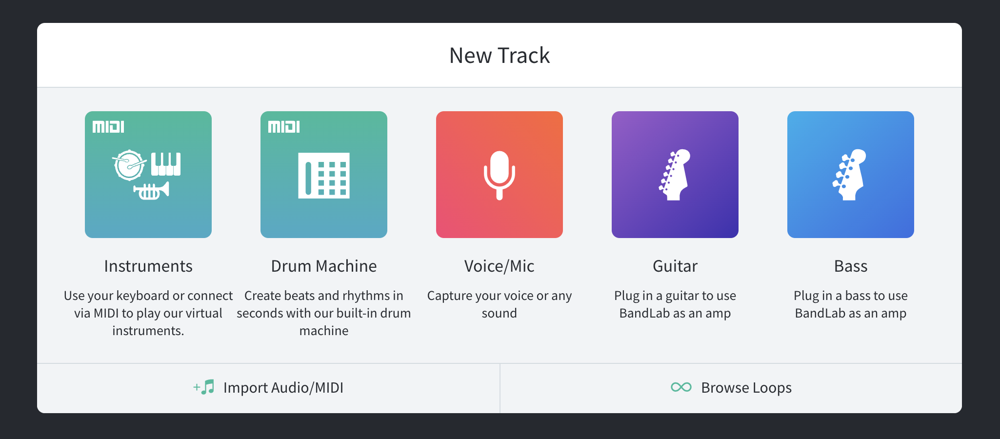 New Track
MIDI
MIDI
Instruments
Use your keyboard or connect
via MIDI to play our virtual
instruments.
Drum Machine
Create beats and rhythms in
seconds with our built-in drum
machine
Voice/Mic
Capture your voice or any
sound
Guitar
Plug in a guitar to use
BandLab as an amp
Bass
Plug in a bass to use
BandLab as an amp
Import Audio/MIDI
Browse Loops